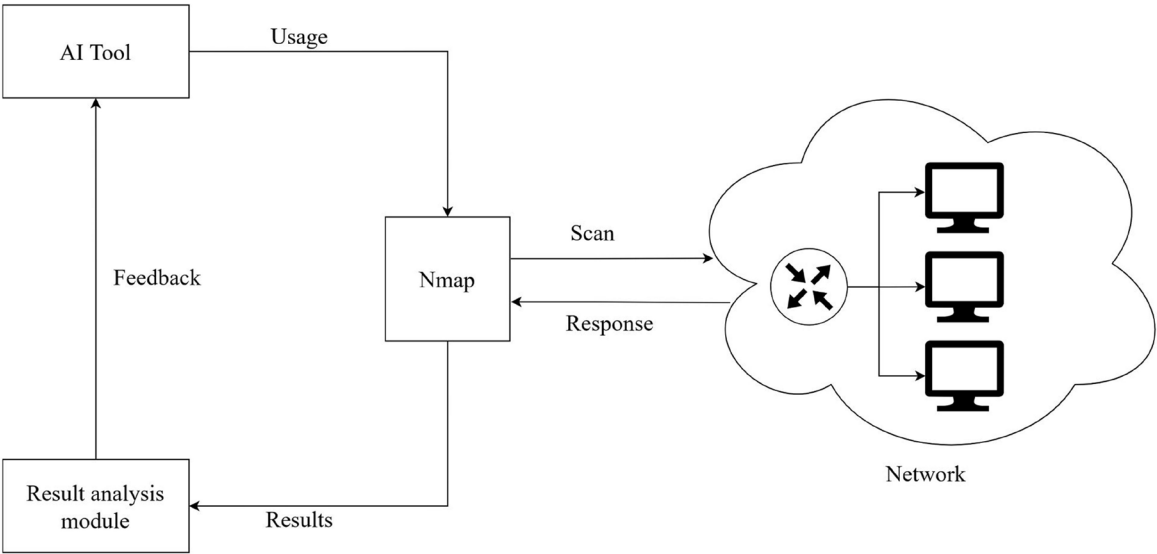 AI Tool
Usage
Scan
Feedback
Nmap
Response
Network
Result analysis
module
Results